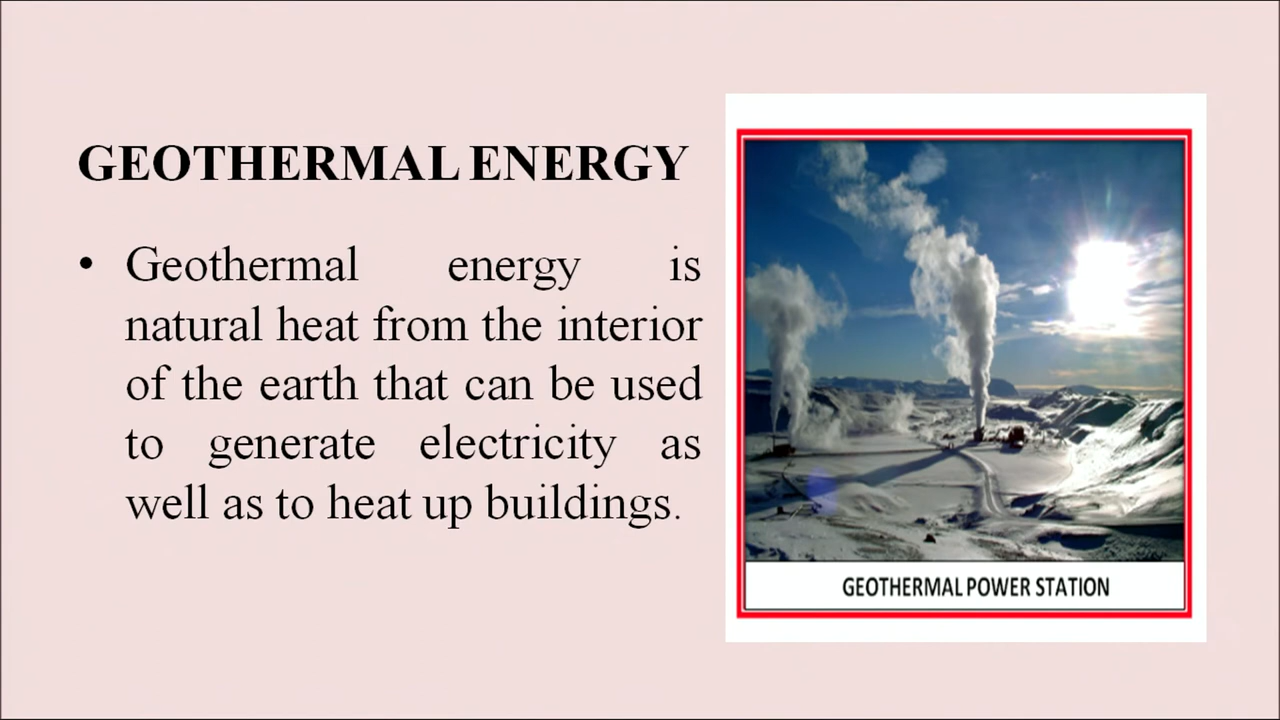 GEOTHERMAL ENERGY
• Geothermal energy is
natural heat from the interior
of the earth that can be used
to generate electricity as
well as to heat up buildings.
GEOTHERMAL POWER STATION